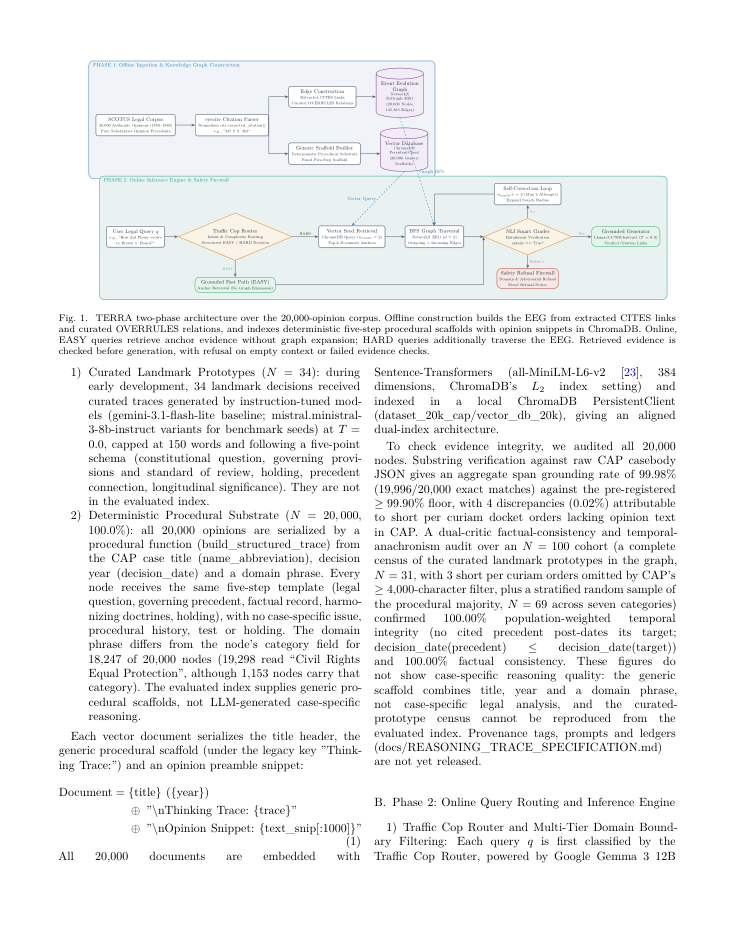 PHASE 1: Offline Ingestion & Knowledge Graph Construction
SCOTUS Legal Corpus
Pure Substantive Opinion Precedents
eyecite Citation Parser
e.g., "347 U.S. 483"
Edge Construction
Extracted CITES Links
Curated OVERRULES Relations
Genetic Scaffold Builder
Deterministic Procedural Substrate
Fixed Five-Step Scaffold
Event Evolution
Graph
Vector Database
ChromaDB
PHASE 2: Online Inference Engine & Safety Firewall
Graph BFS
Vector Query
User Legal Query q
Traffic Cop Router
Intent & Complexity Routing
Structured EASY / HARD Decision
HARD
EASY
Vector Seed Retrieval
Top-k Document Anchors
BFS Graph Traversal
Outgoing + Incoming Edges
Self-Correction Loop
Expand Search Radius
NLI Smart Grader
Entailment Verification
Grounded Generator
Verified Citation Links
Safety Refusal Firewall
Domain & Adversarial Refusal
Fixed Refusal Notice
Grounded Fast Path (EASY)
Anchor Retrieval (No Graph Expansion)
Fig. 1. TERRA two-phase architecture over the 20,000-opinion corpus. Offline construction builds the EEG from extracted CITES links
and curated OVERRULES relations, and indexes deterministic five-step procedural scaffolds with opinion snippets in ChromaDB. Online,
EASY queries retrieve anchor evidence without graph expansion; HARD queries additionally traverse the EEG. Retrieved evidence is
checked before generation, with refusal on empty context or failed evidence checks.
1) Curated Landmark Prototypes (N = 34): during
early development, 34 landmark decisions received
curated traces generated by instruction-tuned mod-
els (gemini-3.1-flash-lite baseline; mistral.ministral-
3-8b-instruct variants for benchmark seeds) at T =
0.0, capped at 150 words and following a five-point
schema (constitutional question, governing provi-
sions and standard of review, holding, precedent
connection, longitudinal significance). They are not
in the evaluated index.
2) Deterministic Procedural Substrate (N = 20,000,
100.0%): all 20,000 opinions are serialized by a
procedural function (build_structured_trace) from
the CAP case title (name_abbreviation), decision
year (decision_date) and a domain phrase. Every
node receives the same five-step template (legal
question, governing precedent, factual record, harmo-
nizing doctrines, holding), with no case-specific issue,
procedural history, test or holding. The domain
phrase differs from the node's category field for
18,247 of 20,000 nodes (19,298 read "Civil Rights
Equal Protection", although 1,153 nodes carry that
category). The evaluated index supplies generic pro-
cedural scaffolds, not LLM-generated case-specific
reasoning.
Each vector document serializes the title header, the
generic procedural scaffold (under the legacy key "Think-
ing Trace:") and an opinion preamble snippet:
Document = {title} ({year})
⊕ "\nThinking Trace: {trace}"
⊕ "\nOpinion Snippet: {text_snip[:1000]}"
(1)
All 20,000 documents are embedded with
Sentence-Transformers (all-MiniLM-L6-v2 [23], 384
dimensions, ChromaDB's L2 index setting) and
indexed in a local ChromaDB PersistentClient
(dataset_20k_cap/vector_db_20k), giving an aligned
dual-index architecture.
To check evidence integrity, we audited all 20,000
nodes. Substring verification against raw CAP casebody
JSON gives an aggregate span grounding rate of 99.98%
(19,996/20,000 exact matches) against the pre-registered
≥ 99.90% floor, with 4 discrepancies (0.02%) attributable
to short per curiam docket orders lacking opinion text
in CAP. A dual-critic factual-consistency and temporal-
anachronism audit over an N = 100 cohort (a complete
census of the curated landmark prototypes in the graph,
N = 31, with 3 short per curiam orders omitted by CAP's
≥ 4,000-character filter, plus a stratified random sample of
the procedural majority, N = 69 across seven categories)
confirmed 100.00% population-weighted temporal
integrity (no cited precedent post-dates its target;
decision_date(precedent) ≤ decision_date(target))
and 100.00% factual consistency. These figures do
not show case-specific reasoning quality: the generic
scaffold combines title, year and a domain phrase,
not case-specific legal analysis, and the curated-
prototype census cannot be reproduced from the
evaluated index. Provenance tags, prompts and ledgers
(docs/REASONING_TRACE_SPECIFICATION.md)
are not yet released.
B. Phase 2: Online Query Routing and Inference Engine
1) Traffic Cop Router and Multi-Tier Domain Bound-
ary Filtering: Each query q is first classified by the
Traffic Cop Router, powered by Google Gemma 3 12B